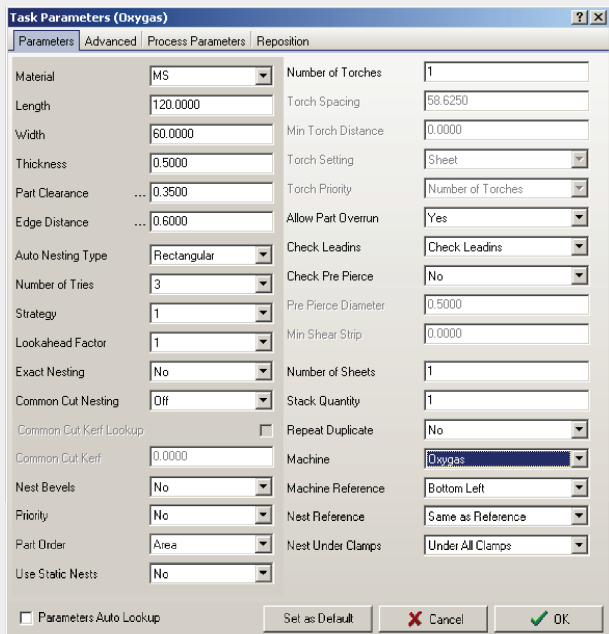 Task Parameters (Oxygas)
Parameters Advanced Process Parameters Reposition
Material MS
Length 120.0000
Width 60.0000
Thickness 0.5000
Part Clearance ... 0.3500
Edge Distance ... 0.6000
Auto Nesting Type Rectangular
Number of Tries 3
Strategy 1
Lookahead Factor 1
Exact Nesting No
Common Cut Nesting Off
Common Cut Kerf Lookup
Common Cut Kerf 0.0000
Nest Bevels No
Priority No
Part Order Area
Use Static Nests No
Number of Torches 1
Torch Spacing 58.6250
Min Torch Distance 0.0000
Torch Setting Sheet
Torch Priority Number of Torches
Allow Part Overrun Yes
Check Leadins Check Leadins
Check Pre Pierce No
Pre Pierce Diameter 0.5000
Min Shear Strip 0.0000
Number of Sheets 1
Stack Quantity 1
Repeat Duplicate No
Machine Oxygas
Machine Reference Bottom Left
Nest Reference Same as Reference
Nest Under Clamps Under All Clamps
Parameters Auto Lookup Set as Default Cancel OK